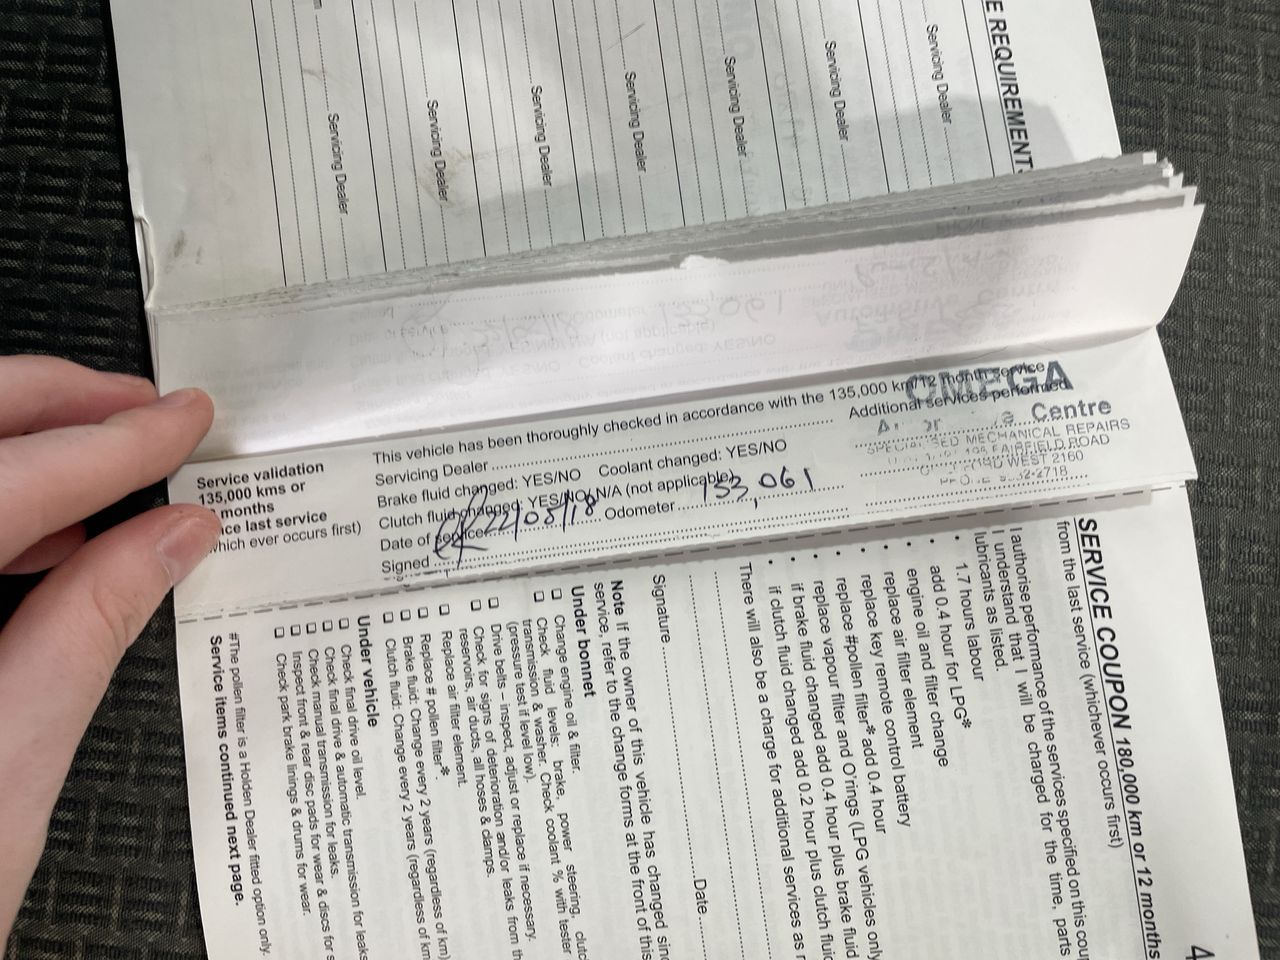 E REQUIREMENTS
Servicing Dealer
Servicing Dealer
Servicing Dealer
Servicing Dealer
Servicing Dealer
Servicing Dealer
Servicing Dealer
Service validation
135,000 kms or
months
nce last service
which ever occurs first)
This vehicle has been thoroughly checked in accordance with the 135,000 km/12 month service
Servicing Dealer
Additional services performed
Brake fluid changed: YES/NO Coolant changed: YES/NO
Clutch fluid changed: YES/NO N/A (not applicable)
Date of service 22/05/18 Odometer 133,061
Signed
OMEGA
Centre
MECHANICAL REPAIRS
FAIRFIELD ROAD
WEST 2160
SERVICE COUPON 180,000 km or 12 months
from the last service (whichever occurs first)
I authorise performance of the services specified on this cou
I understand that I will be charged for the time, parts
lubricants as listed.
• 1.7 hours labour
• add 0.4 hour for LPG*
• engine oil and filter change
• replace air filter element
• replace key remote control battery
• replace #pollen filter* add 0.4 hour
• replace vapour filter and O'rings (LPG vehicles only
• if brake fluid changed add 0.4 hour plus brake fluid
• if clutch fluid changed add 0.2 hour plus clutch fluid
There will also be a charge for additional services as r
Signature Date
Note If the owner of this vehicle has changed sinc
service, refer to the change forms at the front of this
Under bonnet
❑ Change engine oil & filter.
❑ Check fluid levels: brake, power steering, clutc
transmission & washer. Check coolant % with tester
(pressure test if level low).
❑ Drive belts – inspect, adjust or replace if necessary.
❑ Check for signs of deterioration and/or leaks from th
reservoirs, air ducts, all hoses & clamps.
❑ Replace air filter element.
❑ Replace # pollen filter*
❑ Brake fluid: Change every 2 years (regardless of km)
❑ Clutch fluid: Change every 2 years (regardless of km
Under vehicle
❑ Check final drive oil level.
❑ Check final drive & automatic transmission for leaks
❑ Check manual transmission for leaks.
❑ Check front & rear disc pads for wear & discs for s
❑ Inspect front & rear disc pads for wear.
❑ Check park brake linings & drums for wear.
#The pollen filter is a Holden Dealer fitted option only.
Service items continued next page.
4